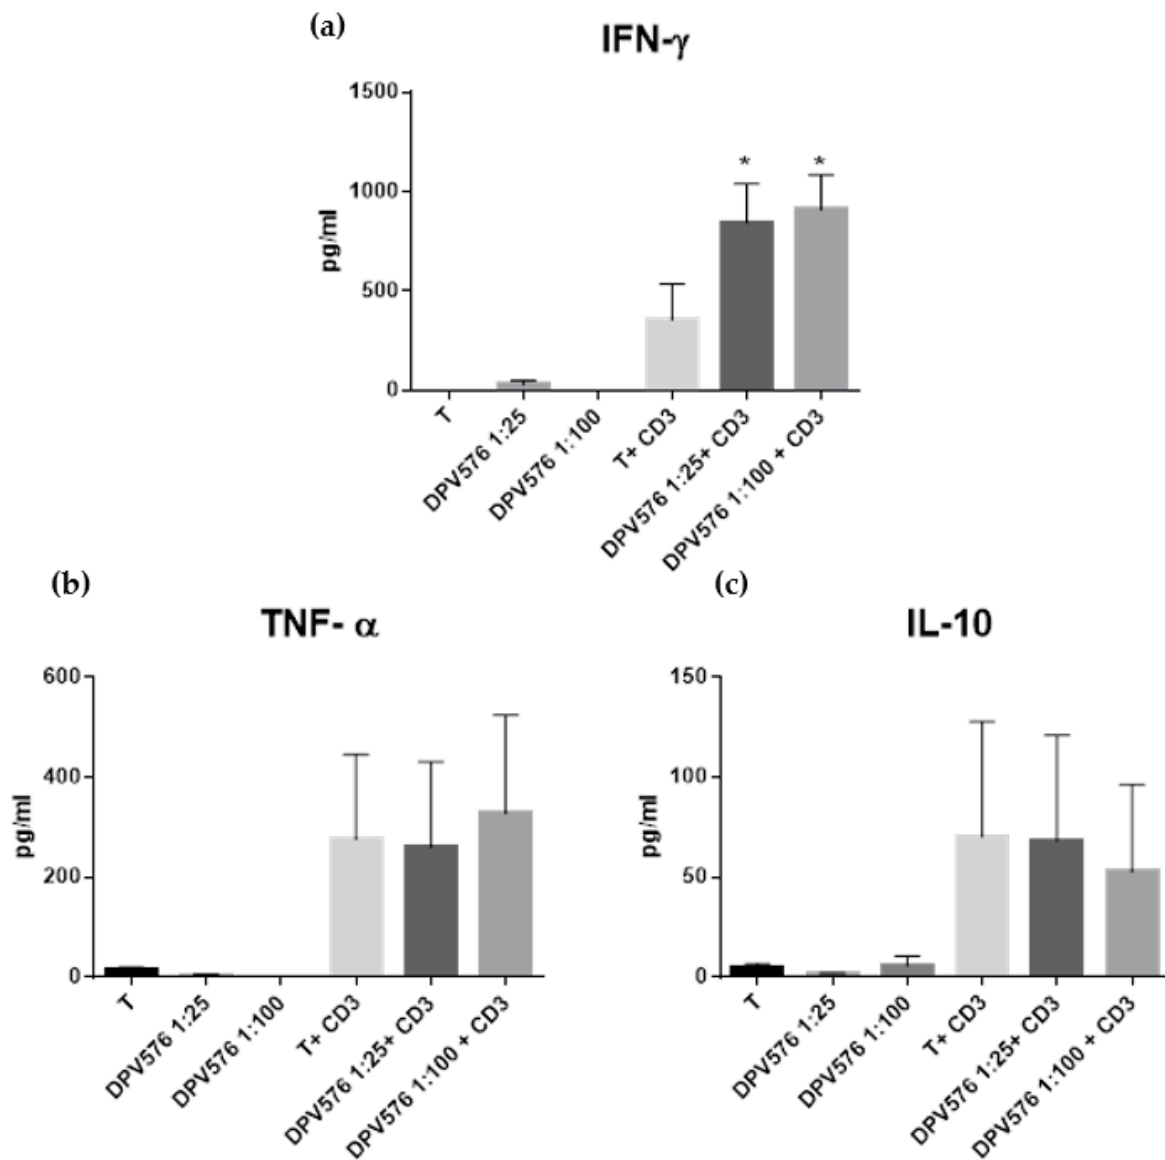 (a)
IFN-γ
1500
1000
500
0
pg/ml
* *
T
DPV576 1:25
DPV576 1:100
T+ CD3
DPV576 1:25+ CD3
DPV576 1:100 + CD3
(b)
TNF- α
600
400
200
0
pg/ml
T
DPV576 1:25
DPV576 1:100
T+ CD3
DPV576 1:25+ CD3
DPV576 1:100 + CD3
(c)
IL-10
150
100
50
0
pg/ml
T
DPV576 1:25
DPV576 1:100
T+ CD3
DPV576 1:25+ CD3
DPV576 1:100 + CD3